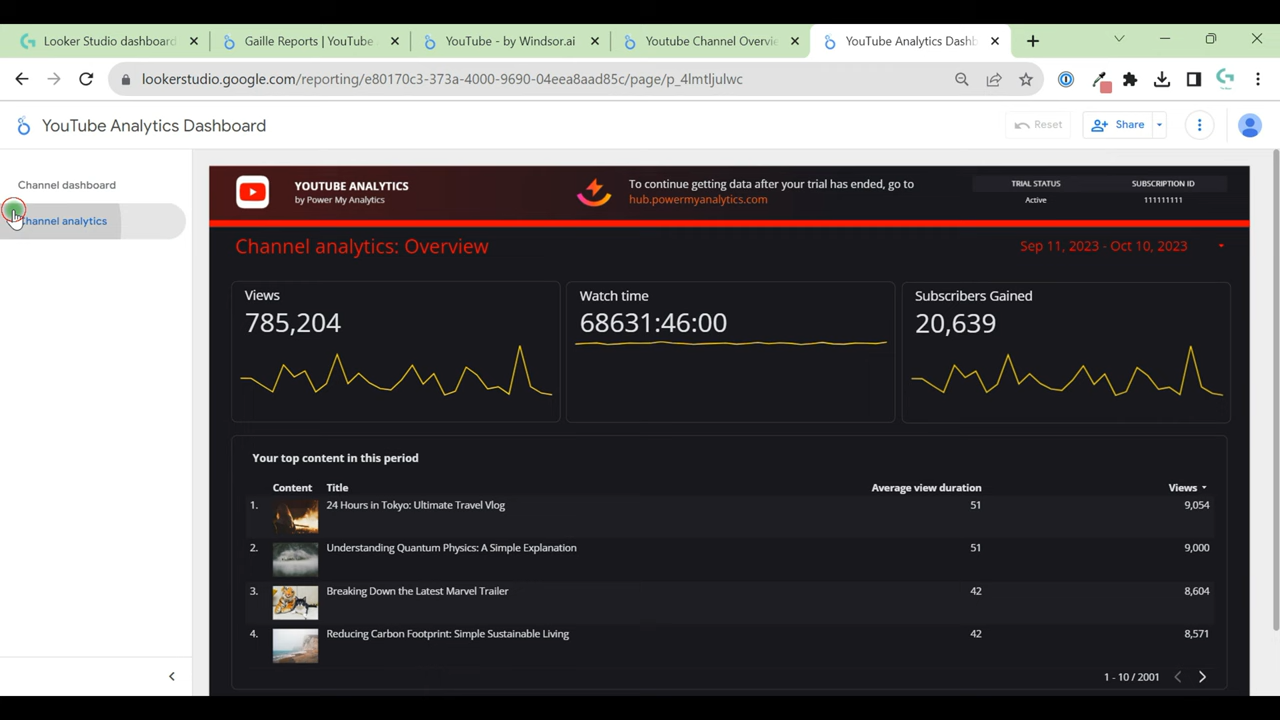 Looker Studio dashboard
Gaille Reports | YouTube
YouTube - by Windsor.ai
Youtube Channel Overvie
YouTube Analytics Dashb
lookerstudio.google.com/reporting/e80170c3-373a-4000-9690-04eea8aad85c/page/p_4lmtljulwc
YouTube Analytics Dashboard
Reset
Share
Channel dashboard
Channel analytics
YOUTUBE ANALYTICS
by Power My Analytics
To continue getting data after your trial has ended, go to
hub.powermyanalytics.com
TRIAL STATUS
Active
SUBSCRIPTION ID
111111111
Channel analytics: Overview
Sep 11, 2023 - Oct 10, 2023
Views
785,204
Watch time
68631:46:00
Subscribers Gained
20,639
Your top content in this period
Content Title Average view duration Views
1. 24 Hours in Tokyo: Ultimate Travel Vlog 51 9,054
2. Understanding Quantum Physics: A Simple Explanation 51 9,000
3. Breaking Down the Latest Marvel Trailer 42 8,604
4. Reducing Carbon Footprint: Simple Sustainable Living 42 8,571
1 - 10 / 2001